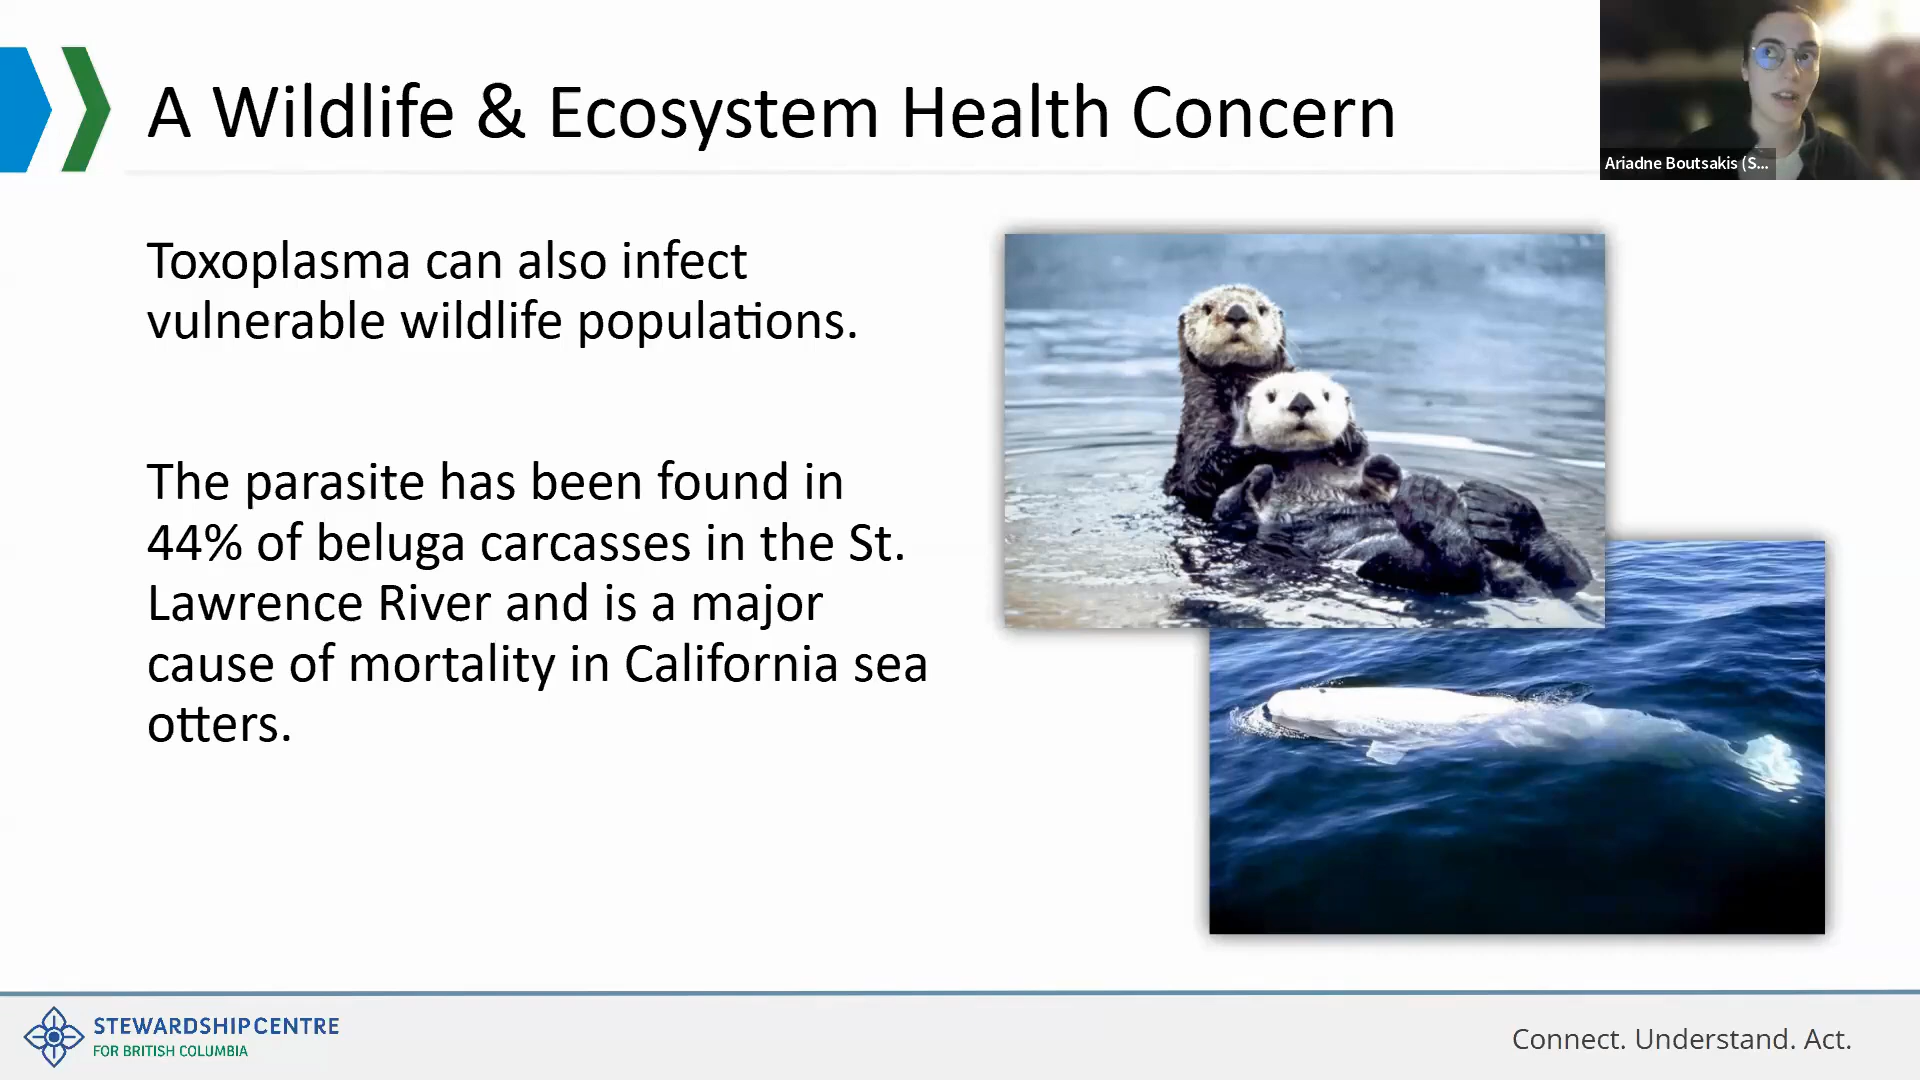 A Wildlife & Ecosystem Health Concern
Ariadne Boutsakis (S...
Toxoplasma can also infect
vulnerable wildlife populations.
The parasite has been found in
44% of beluga carcasses in the St.
Lawrence River and is a major
cause of mortality in California sea
otters.
STEWARDSHIP CENTRE
FOR BRITISH COLUMBIA
Connect. Understand. Act.